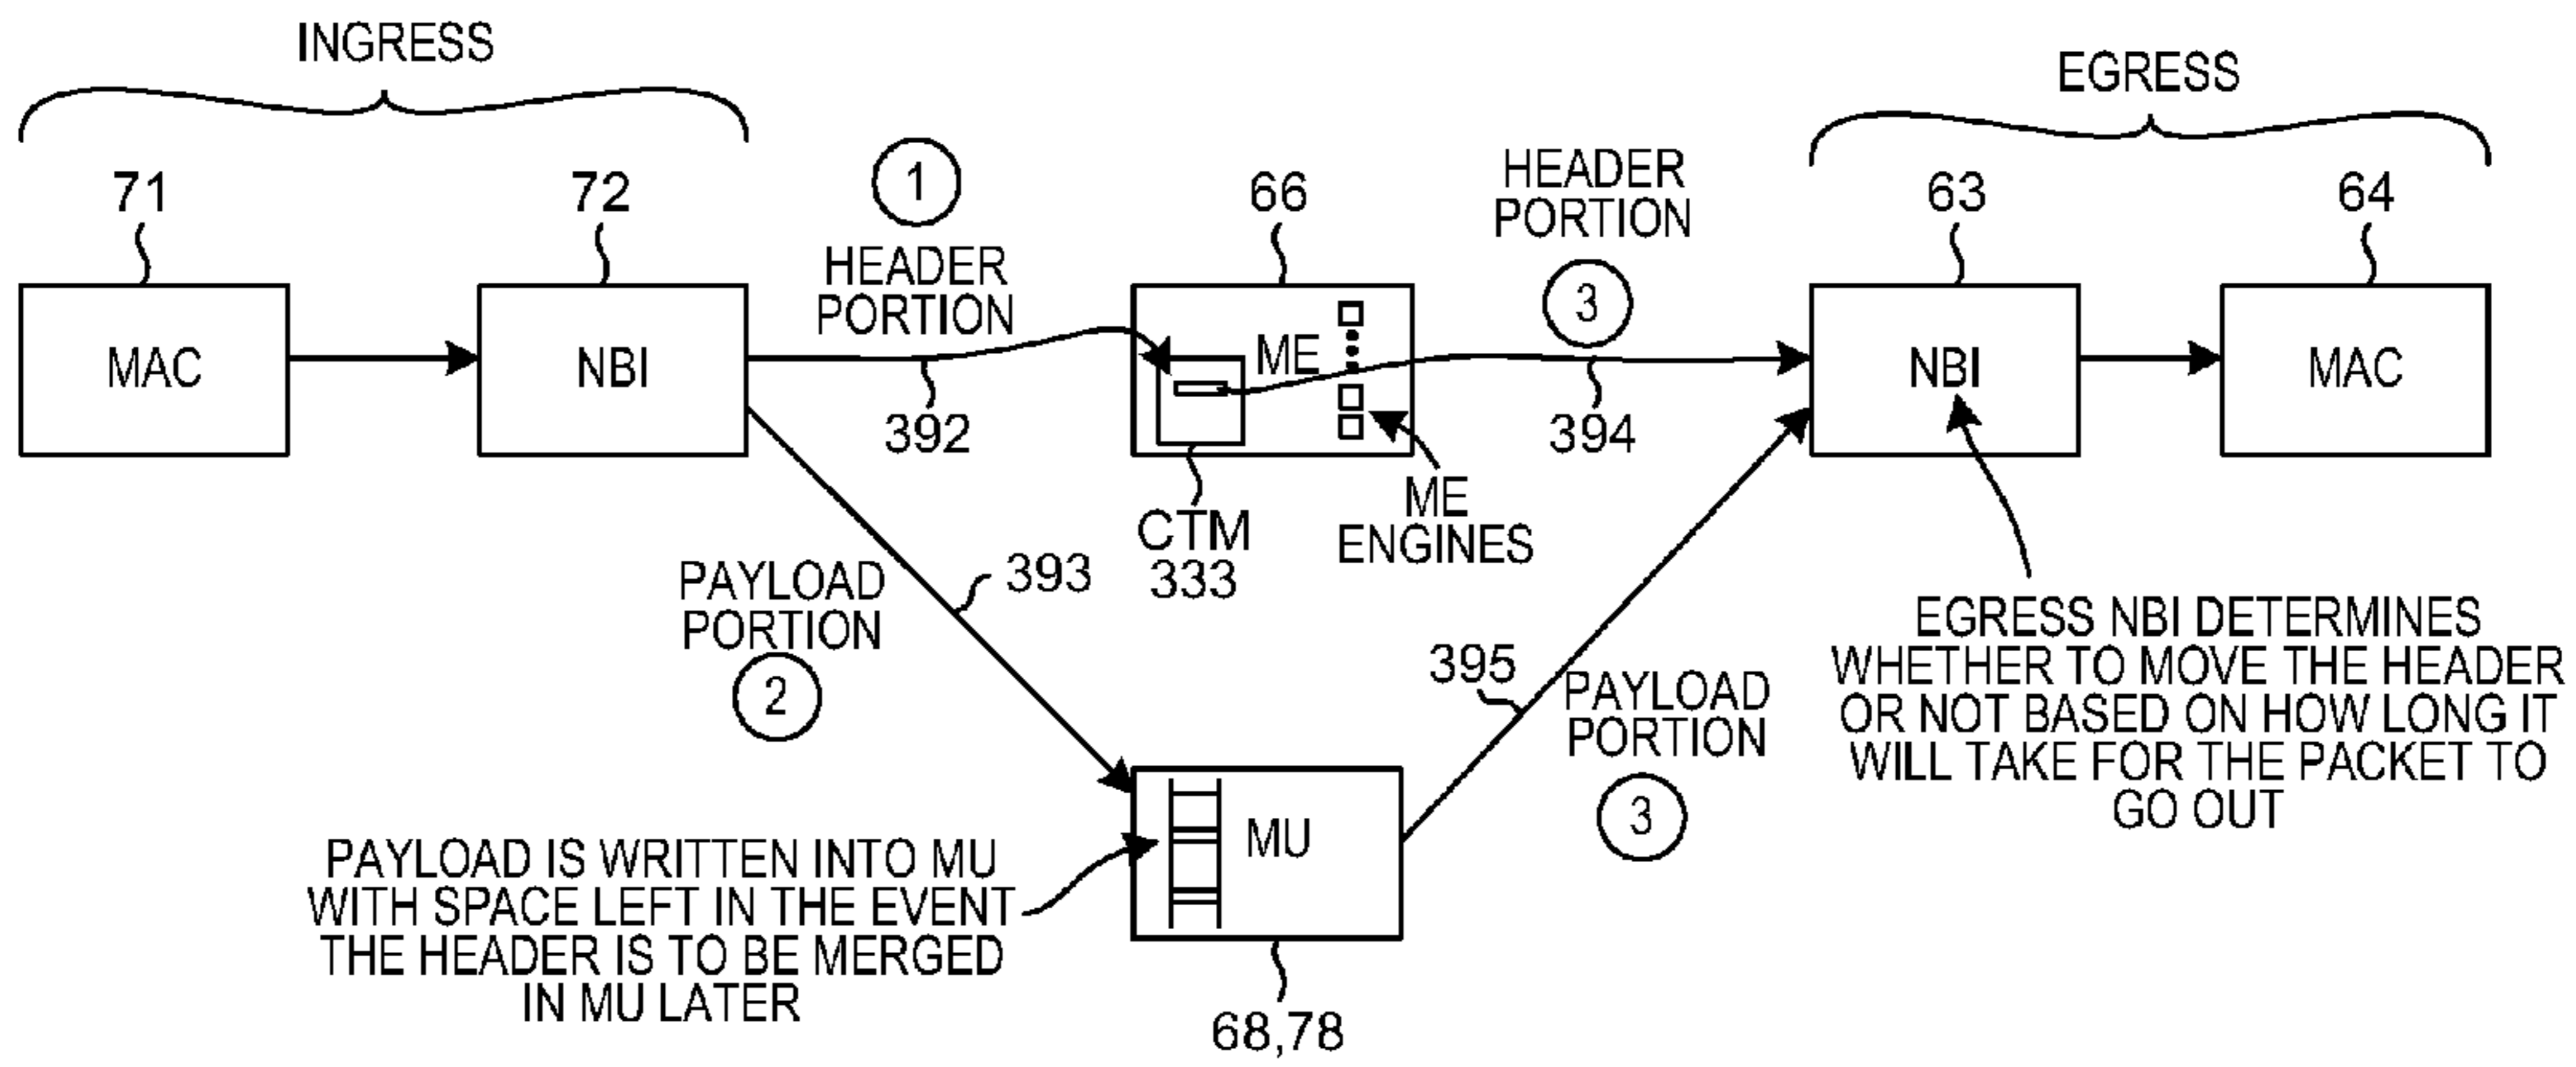 INGRESS
EGRESS
71
72
1
HEADER
PORTION
66
HEADER
PORTION
3
63
64
MAC
NBI
392
ME
394
NBI
MAC
CTM
333
ME
ENGINES
PAYLOAD
PORTION
2
393
395
PAYLOAD
PORTION
3
EGRESS NBI DETERMINES
WHETHER TO MOVE THE HEADER
OR NOT BASED ON HOW LONG IT
WILL TAKE FOR THE PACKET TO
GO OUT
MU
PAYLOAD IS WRITTEN INTO MU
WITH SPACE LEFT IN THE EVENT
THE HEADER IS TO BE MERGED
IN MU LATER
68,78